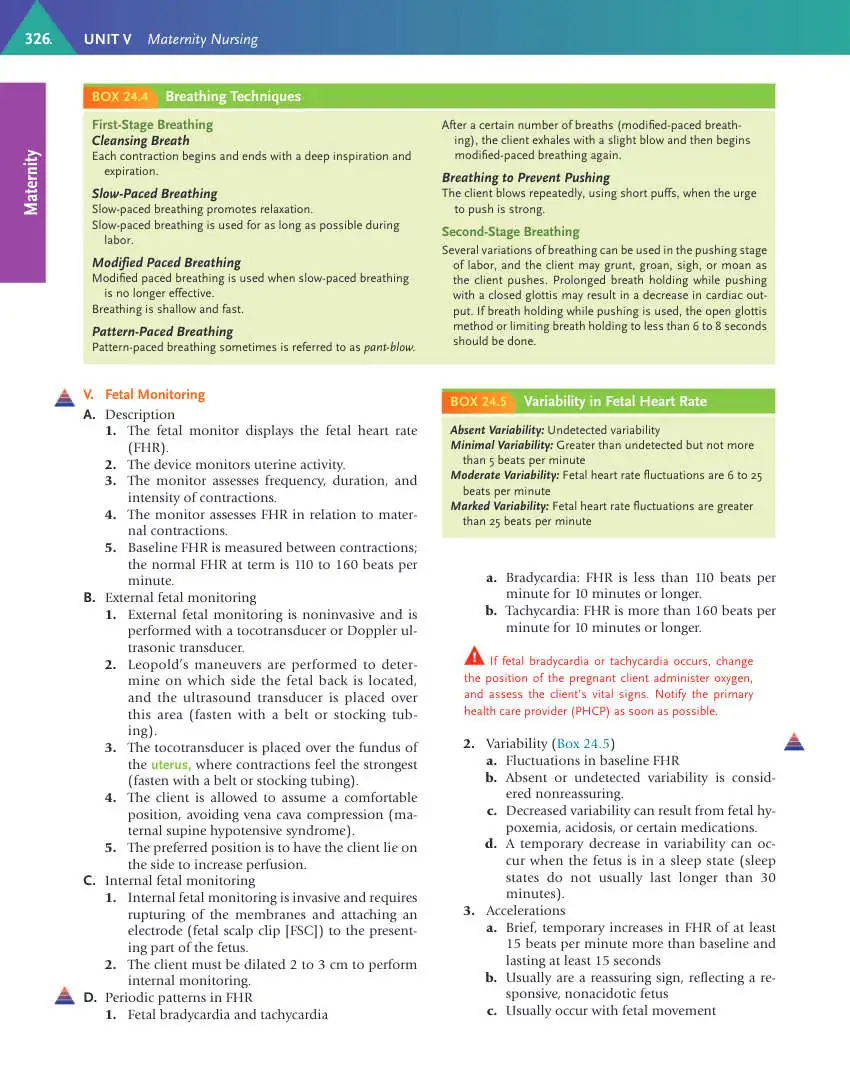 326.
UNIT V Maternity Nursing
Maternity
BOX 24.4 Breathing Techniques
First-Stage Breathing
Cleansing Breath
Each contraction begins and ends with a deep inspiration and
expiration.
Slow-Paced Breathing
Slow-paced breathing promotes relaxation.
Slow-paced breathing is used for as long as possible during
labor.
Modified Paced Breathing
Modified paced breathing is used when slow-paced breathing
is no longer effective.
Breathing is shallow and fast.
Pattern-Paced Breathing
Pattern-paced breathing sometimes is referred to as pant-blow.
After a certain number of breaths (modified-paced breath-
ing), the client exhales with a slight blow and then begins
modified-paced breathing again.
Breathing to Prevent Pushing
The client blows repeatedly, using short puffs, when the urge
to push is strong.
Second-Stage Breathing
Several variations of breathing can be used in the pushing stage
of labor, and the client may grunt, groan, sigh, or moan as
the client pushes. Prolonged breath holding while pushing
with a closed glottis may result in a decrease in cardiac out-
put. If breath holding while pushing is used, the open glottis
method or limiting breath holding to less than 6 to 8 seconds
should be done.
V. Fetal Monitoring
A. Description
1. The fetal monitor displays the fetal heart rate
(FHR).
2. The device monitors uterine activity.
3. The monitor assesses frequency, duration, and
intensity of contractions.
4. The monitor assesses FHR in relation to mater-
nal contractions.
5. Baseline FHR is measured between contractions;
the normal FHR at term is 110 to 160 beats per
minute.
B. External fetal monitoring
1. External fetal monitoring is noninvasive and is
performed with a tocotransducer or Doppler ul-
trasonic transducer.
2. Leopold's maneuvers are performed to deter-
mine on which side the fetal back is located,
and the ultrasound transducer is placed over
this area (fasten with a belt or stocking tub-
ing).
3. The tocotransducer is placed over the fundus of
the uterus, where contractions feel the strongest
(fasten with a belt or stocking tubing).
4. The client is allowed to assume a comfortable
position, avoiding vena cava compression (ma-
ternal supine hypotensive syndrome).
5. The preferred position is to have the client lie on
the side to increase perfusion.
C. Internal fetal monitoring
1. Internal fetal monitoring is invasive and requires
rupturing of the membranes and attaching an
electrode (fetal scalp clip [FSC]) to the present-
ing part of the fetus.
2. The client must be dilated 2 to 3 cm to perform
internal monitoring.
D. Periodic patterns in FHR
1. Fetal bradycardia and tachycardia
BOX 24.5 Variability in Fetal Heart Rate
Absent Variability: Undetected variability
Minimal Variability: Greater than undetected but not more
than 5 beats per minute
Moderate Variability: Fetal heart rate fluctuations are 6 to 25
beats per minute
Marked Variability: Fetal heart rate fluctuations are greater
than 25 beats per minute
a. Bradycardia: FHR is less than 110 beats per
minute for 10 minutes or longer.
b. Tachycardia: FHR is more than 160 beats per
minute for 10 minutes or longer.
If fetal bradycardia or tachycardia occurs, change
the position of the pregnant client administer oxygen,
and assess the client's vital signs. Notify the primary
health care provider (PHCP) as soon as possible.
2. Variability (Box 24.5)
a. Fluctuations in baseline FHR
b. Absent or undetected variability is consid-
ered nonreassuring.
c. Decreased variability can result from fetal hy-
poxemia, acidosis, or certain medications.
d. A temporary decrease in variability can oc-
cur when the fetus is in a sleep state (sleep
states do not usually last longer than 30
minutes).
3. Accelerations
a. Brief, temporary increases in FHR of at least
15 beats per minute more than baseline and
lasting at least 15 seconds
b. Usually are a reassuring sign, reflecting a re-
sponsive, nonacidotic fetus
c. Usually occur with fetal movement